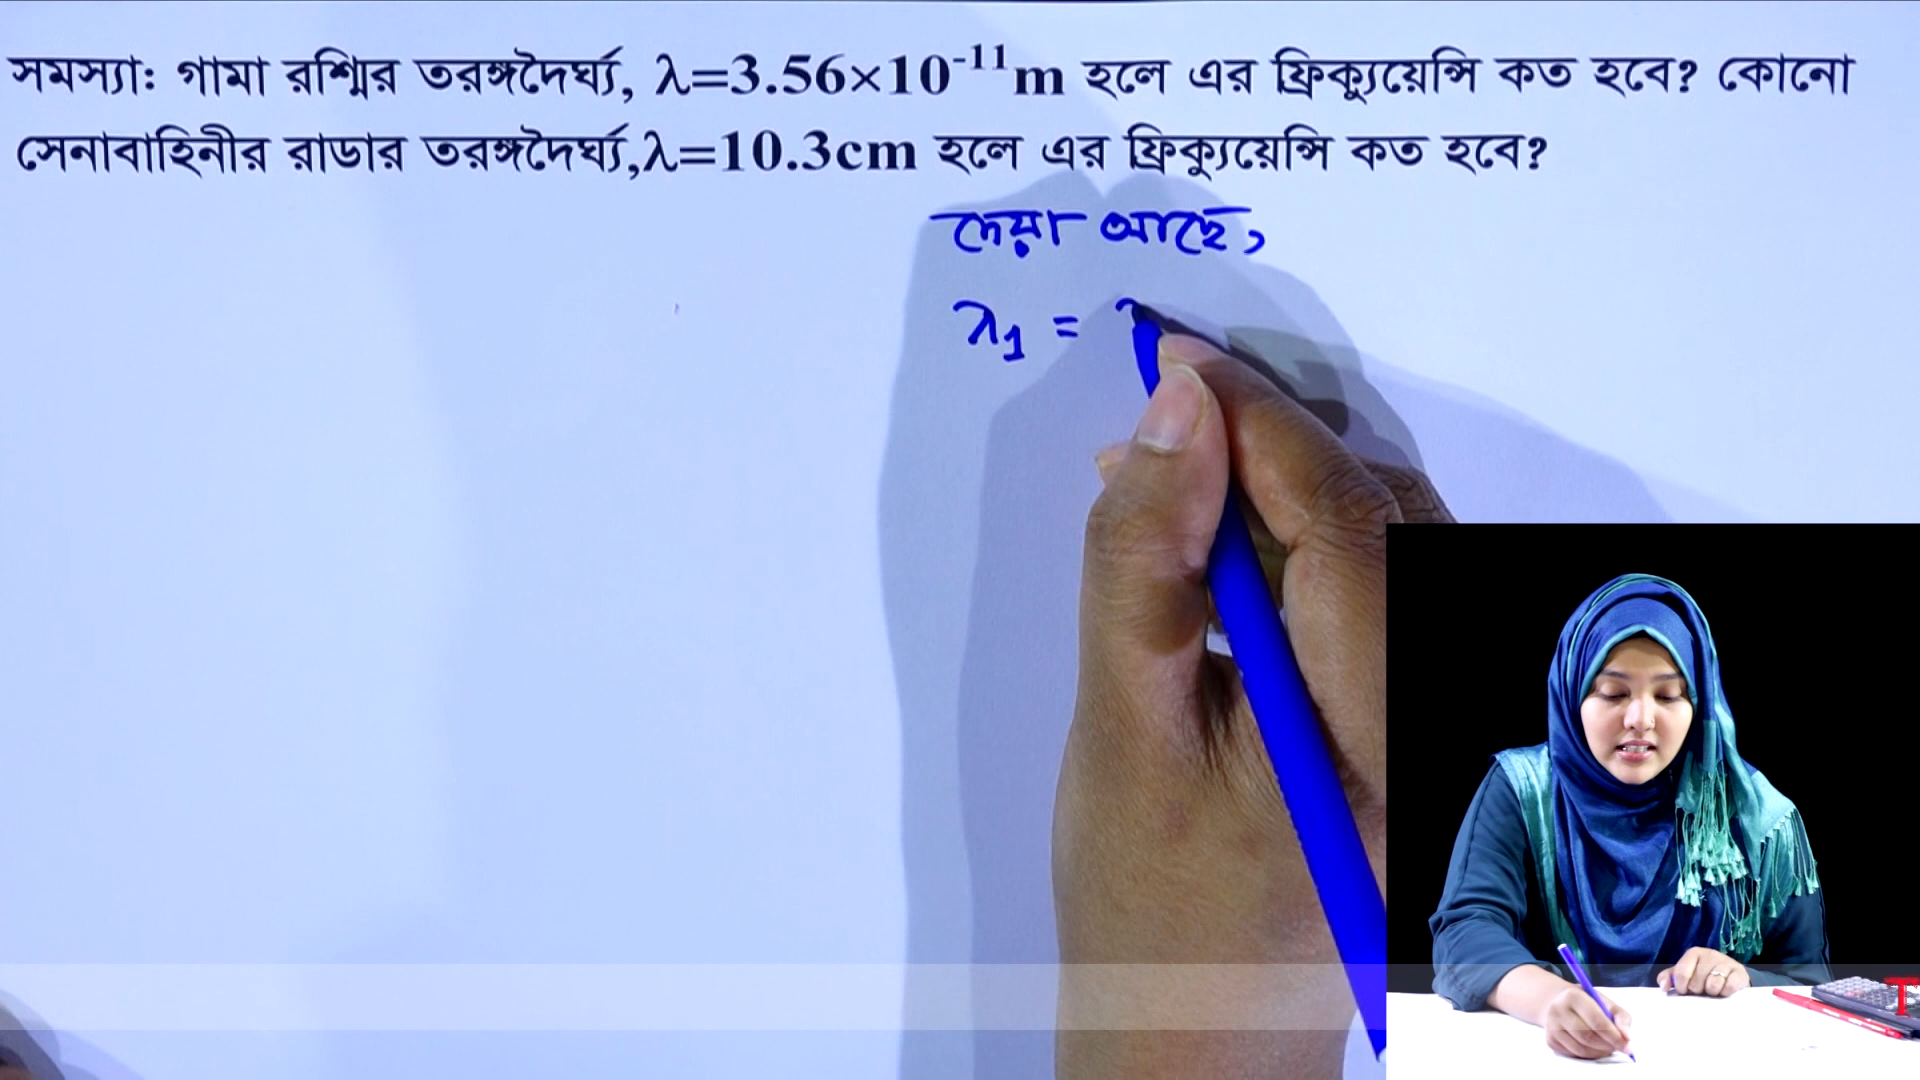 সমস্যা: গামা রশ্মির তরঙ্গদৈর্ঘ্য, λ=3.56×10⁻¹¹m হলে এর ফ্রিক্যুয়েন্সি কত হবে? কোনো
সেনাবাহিনীর রাডার তরঙ্গদৈর্ঘ্য,λ=10.3cm হলে এর ফ্রিক্যুয়েন্সি কত হবে?
দেয়া আছে,
λ₁ =
T